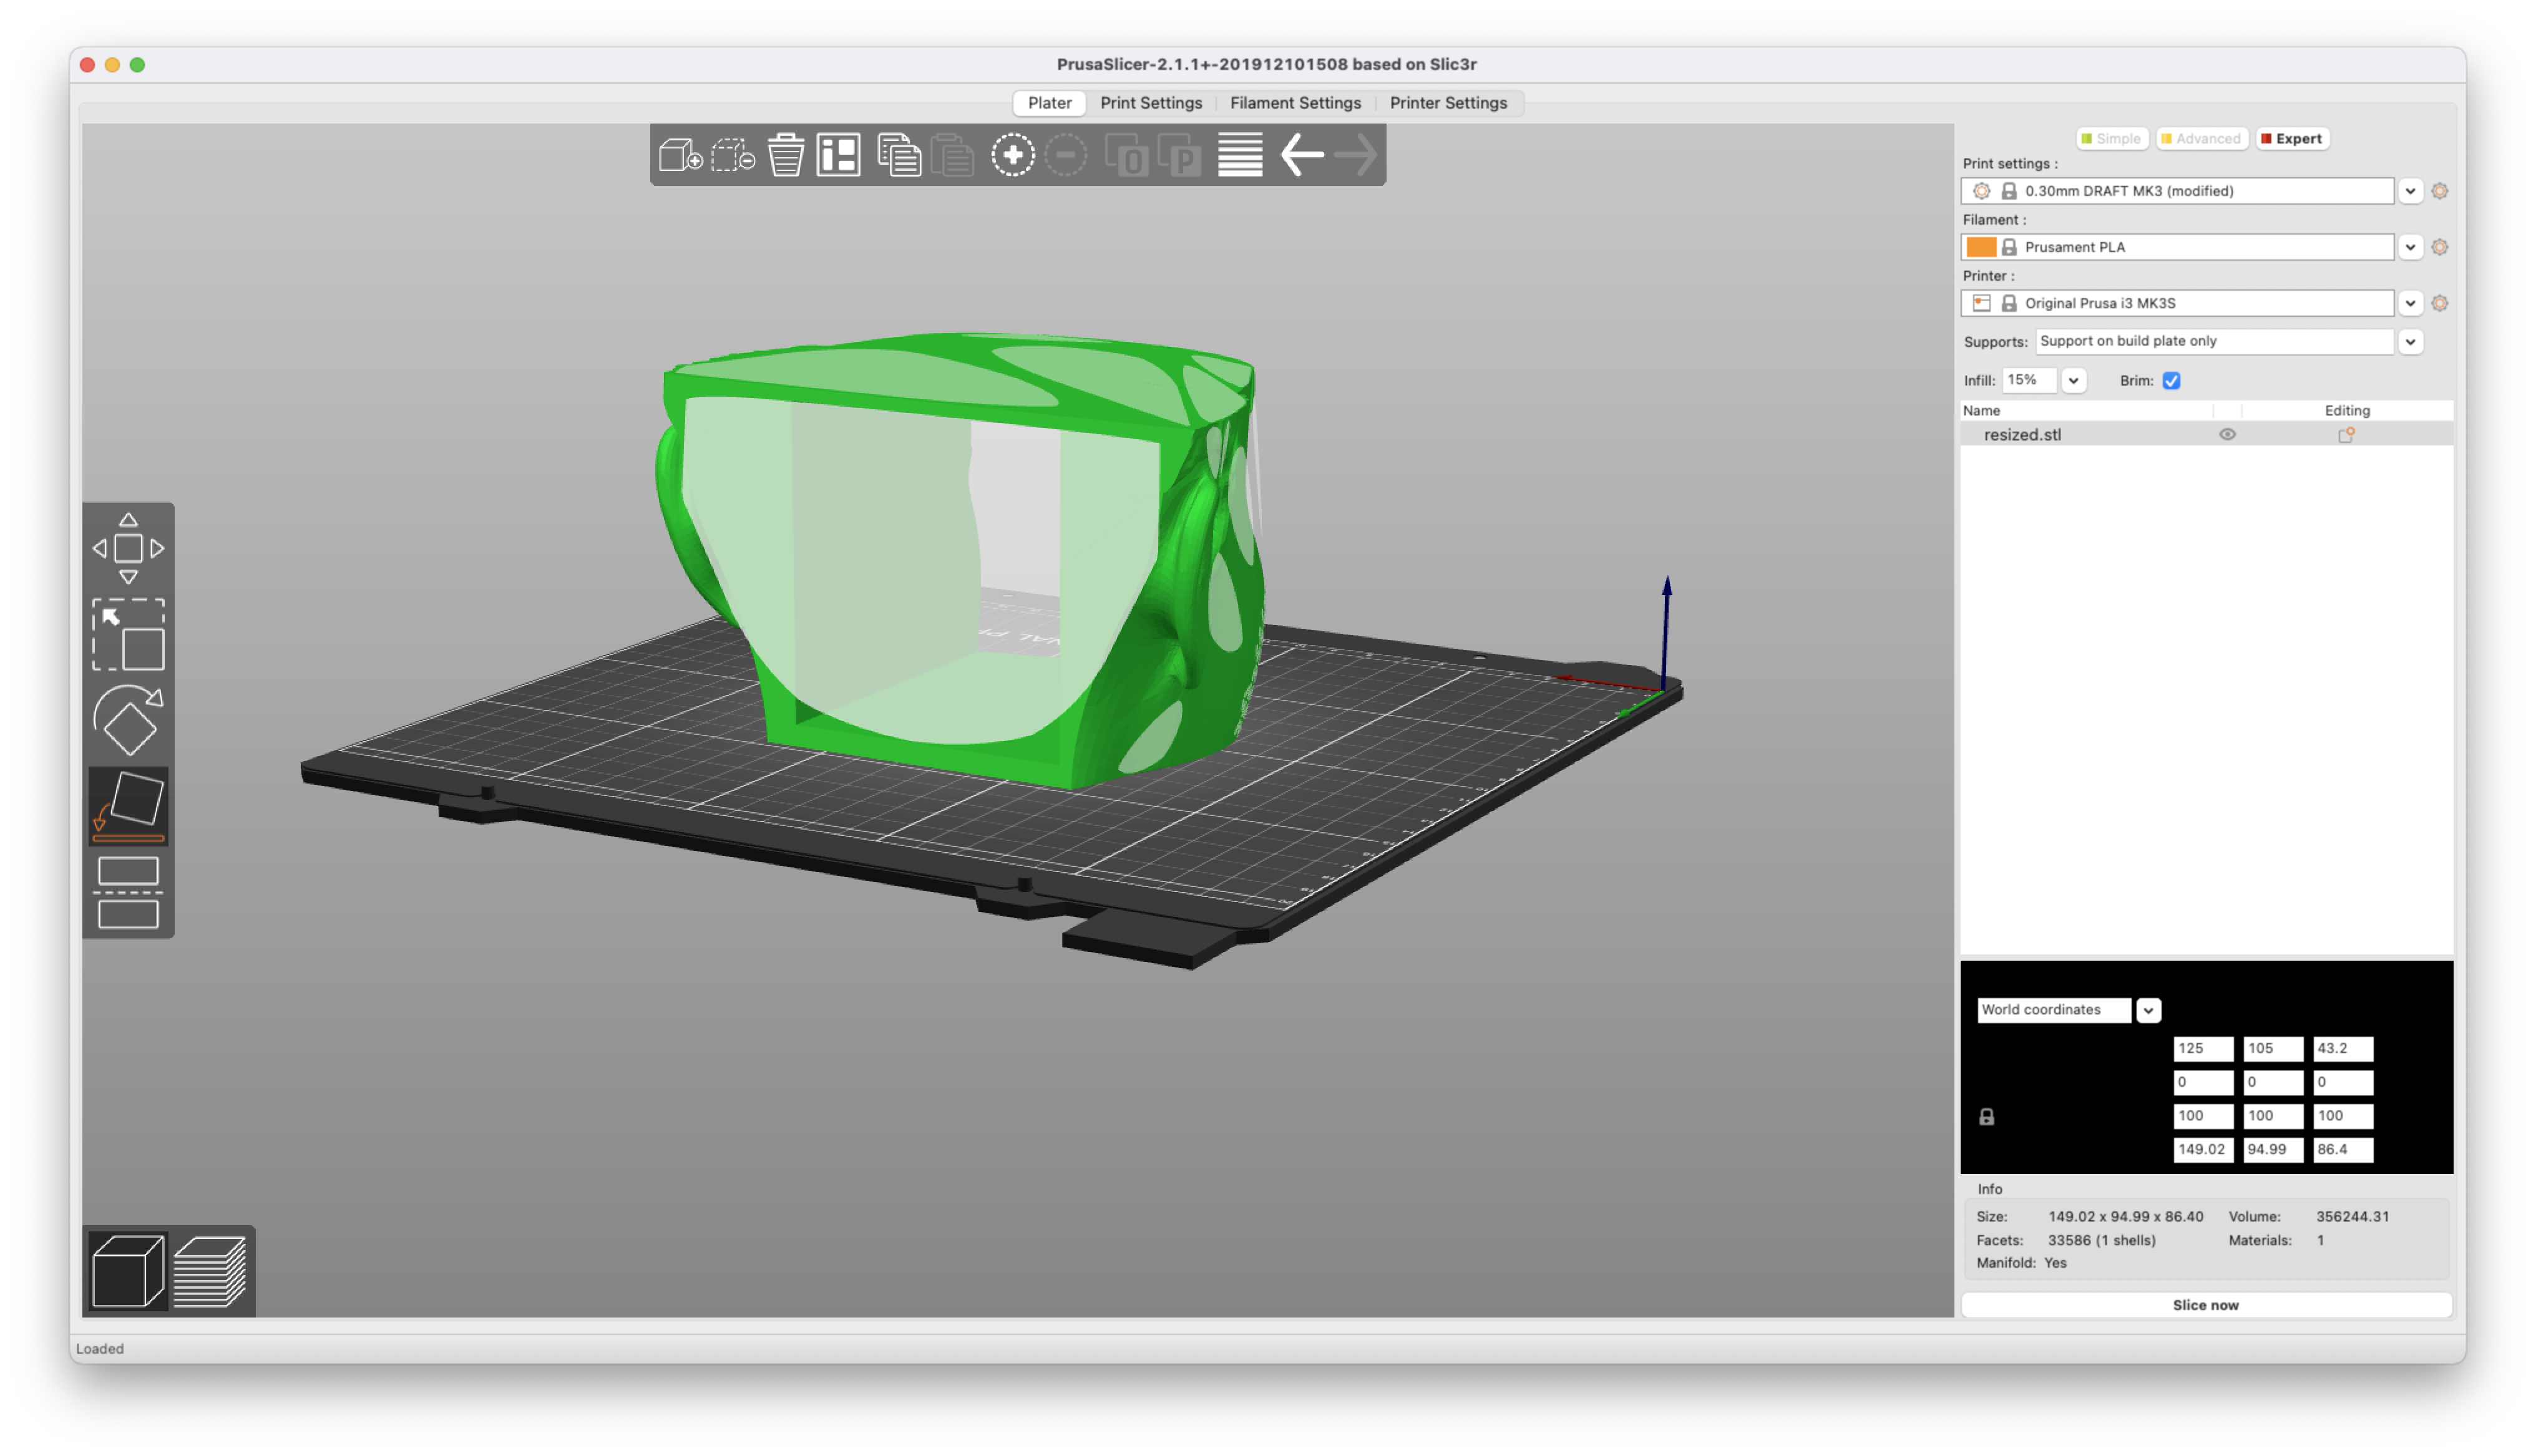 PrusaSlicer-2.1.1+-201912101508 based on Slic3r
Plater Print Settings Filament Settings Printer Settings
Simple Advanced Expert
Print settings :
0.30mm DRAFT MK3 (modified)
Filament :
Prusament PLA
Printer :
Original Prusa i3 MK3S
Supports: Support on build plate only
Infill: 15% Brim:
Name Editing
resized.stl
World coordinates
125 105 43.2
0 0 0
100 100 100
149.02 94.99 86.4
Info
Size: 149.02 x 94.99 x 86.40 Volume: 356244.31
Facets: 33586 (1 shells) Materials: 1
Manifold: Yes
Slice now
Loaded